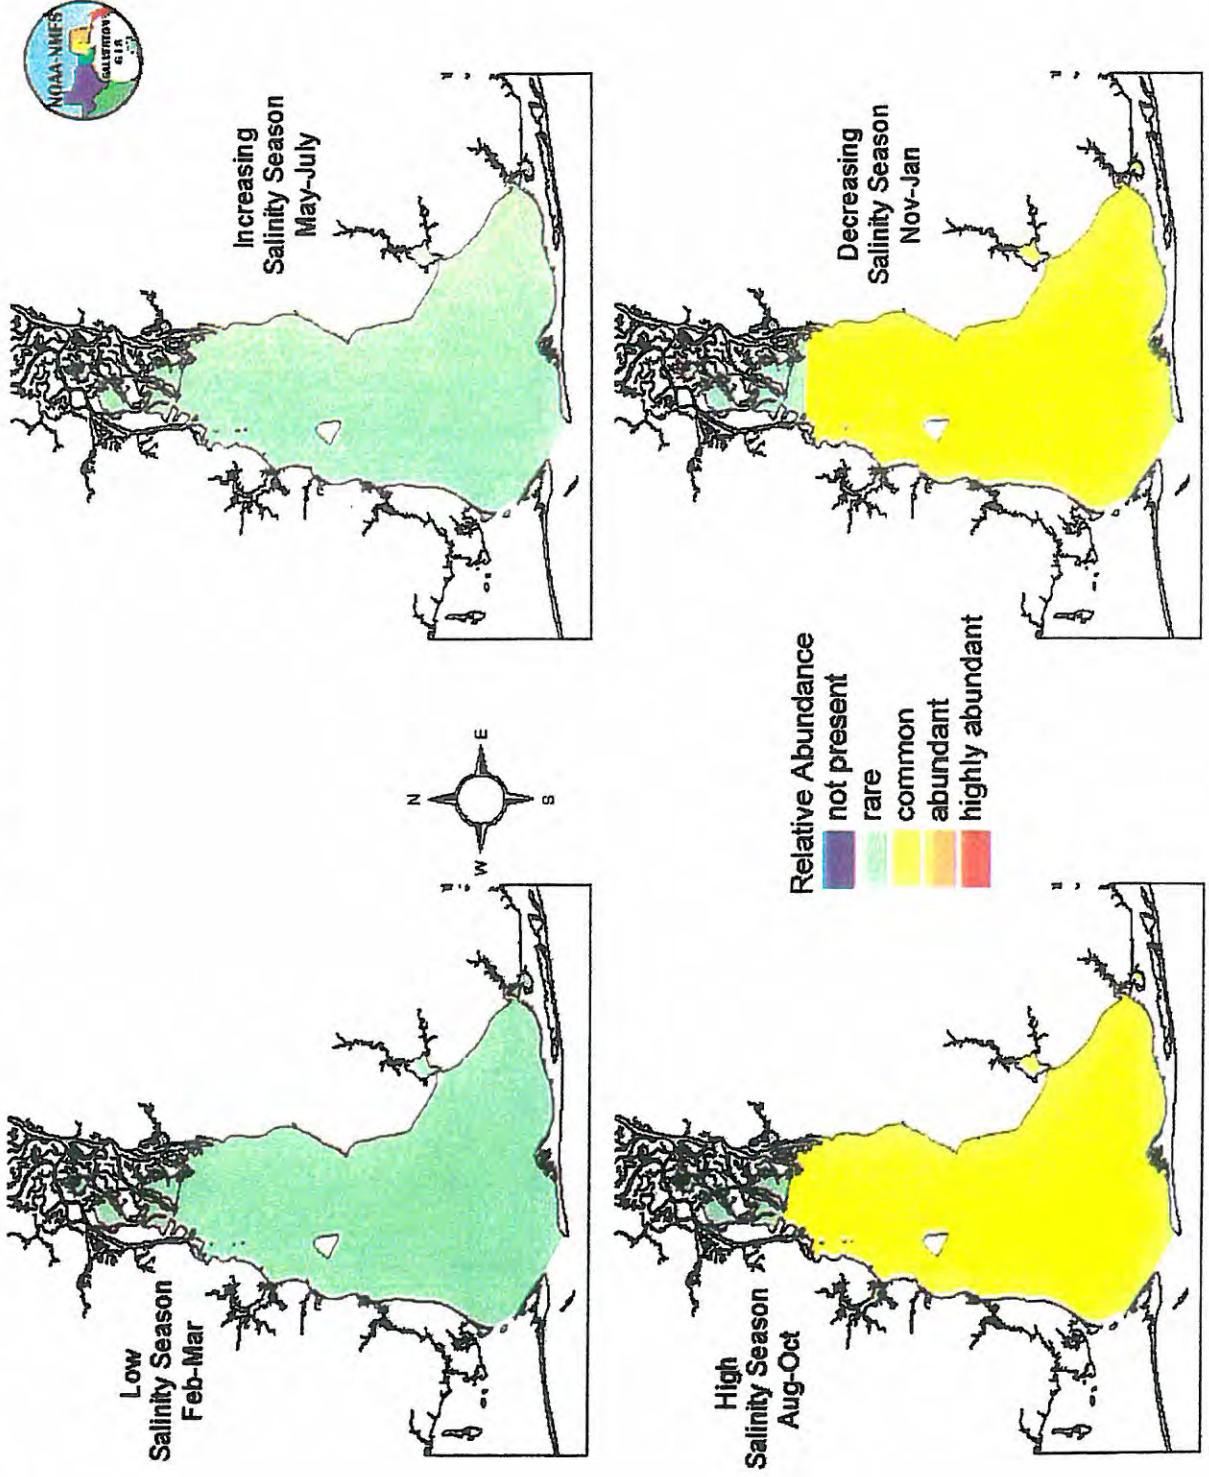 NOAA-NMFS
GALVESTON
G.I.S
Low
Salinity Season
Feb-Mar
Increasing
Salinity Season
May-July
N
W
E
S
High
Salinity Season
Aug-Oct
Relative Abundance
not present
rare
common
abundant
highly abundant
Decreasing
Salinity Season
Nov-Jan